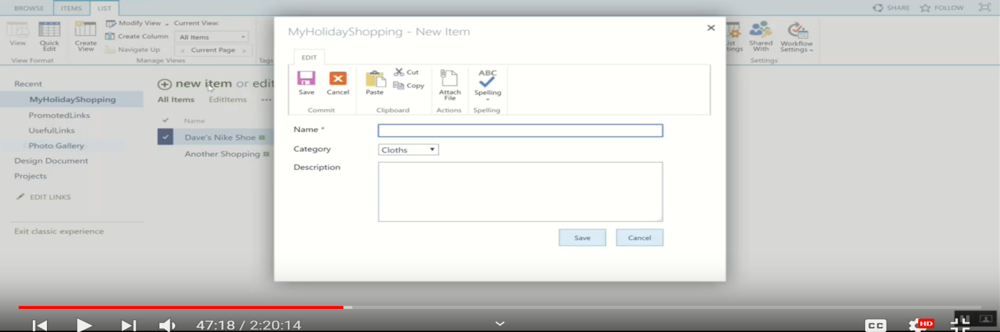 BROWSE ITEMS LIST SHARE FOLLOW
Modify View Current View:
Create Column All Items
Navigate Up Current Page
View Quick Edit Create View
View Format Manage Views Tags
Shared With Workflow Settings
Settings
MyHolidayShopping - New Item
EDIT
Save Cancel Paste Cut Copy Attach File ABC Spelling
Commit Clipboard Actions Spelling
Recent
MyHolidayShopping
PromotedLinks
UsefulLinks
Photo Gallery
Design Document
Projects
EDIT LINKS
Exit classic experience
new item or edit
All Items EditItems
Name
Dave's Nike Shoe
Another Shopping
Name *
Category Cloths
Description
Save Cancel
47:18 / 2:20:14 CC HD